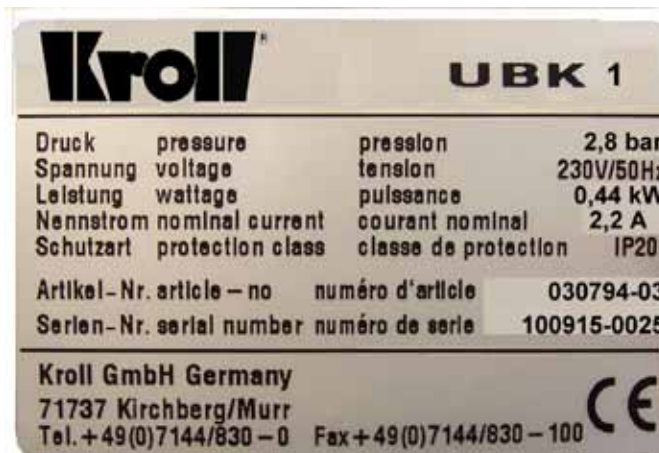 Kroll®
UBK 1
Druck pressure pression 2,8 bar
Spannung voltage tension 230V/50Hz
Leistung wattage puissance 0,44 kW
Nennstrom nominal current courant nominal 2,2 A
Schutzart protection class classe de protection IP20
Artikel-Nr. article - no numéro d'article 030794-03
Serien-Nr. serial number numéro de serie 100915-0025
Kroll GmbH Germany
71737 Kirchberg/Murr
Tel.+49(0)7144/830-0 Fax+49(0)7144/830-100
CE